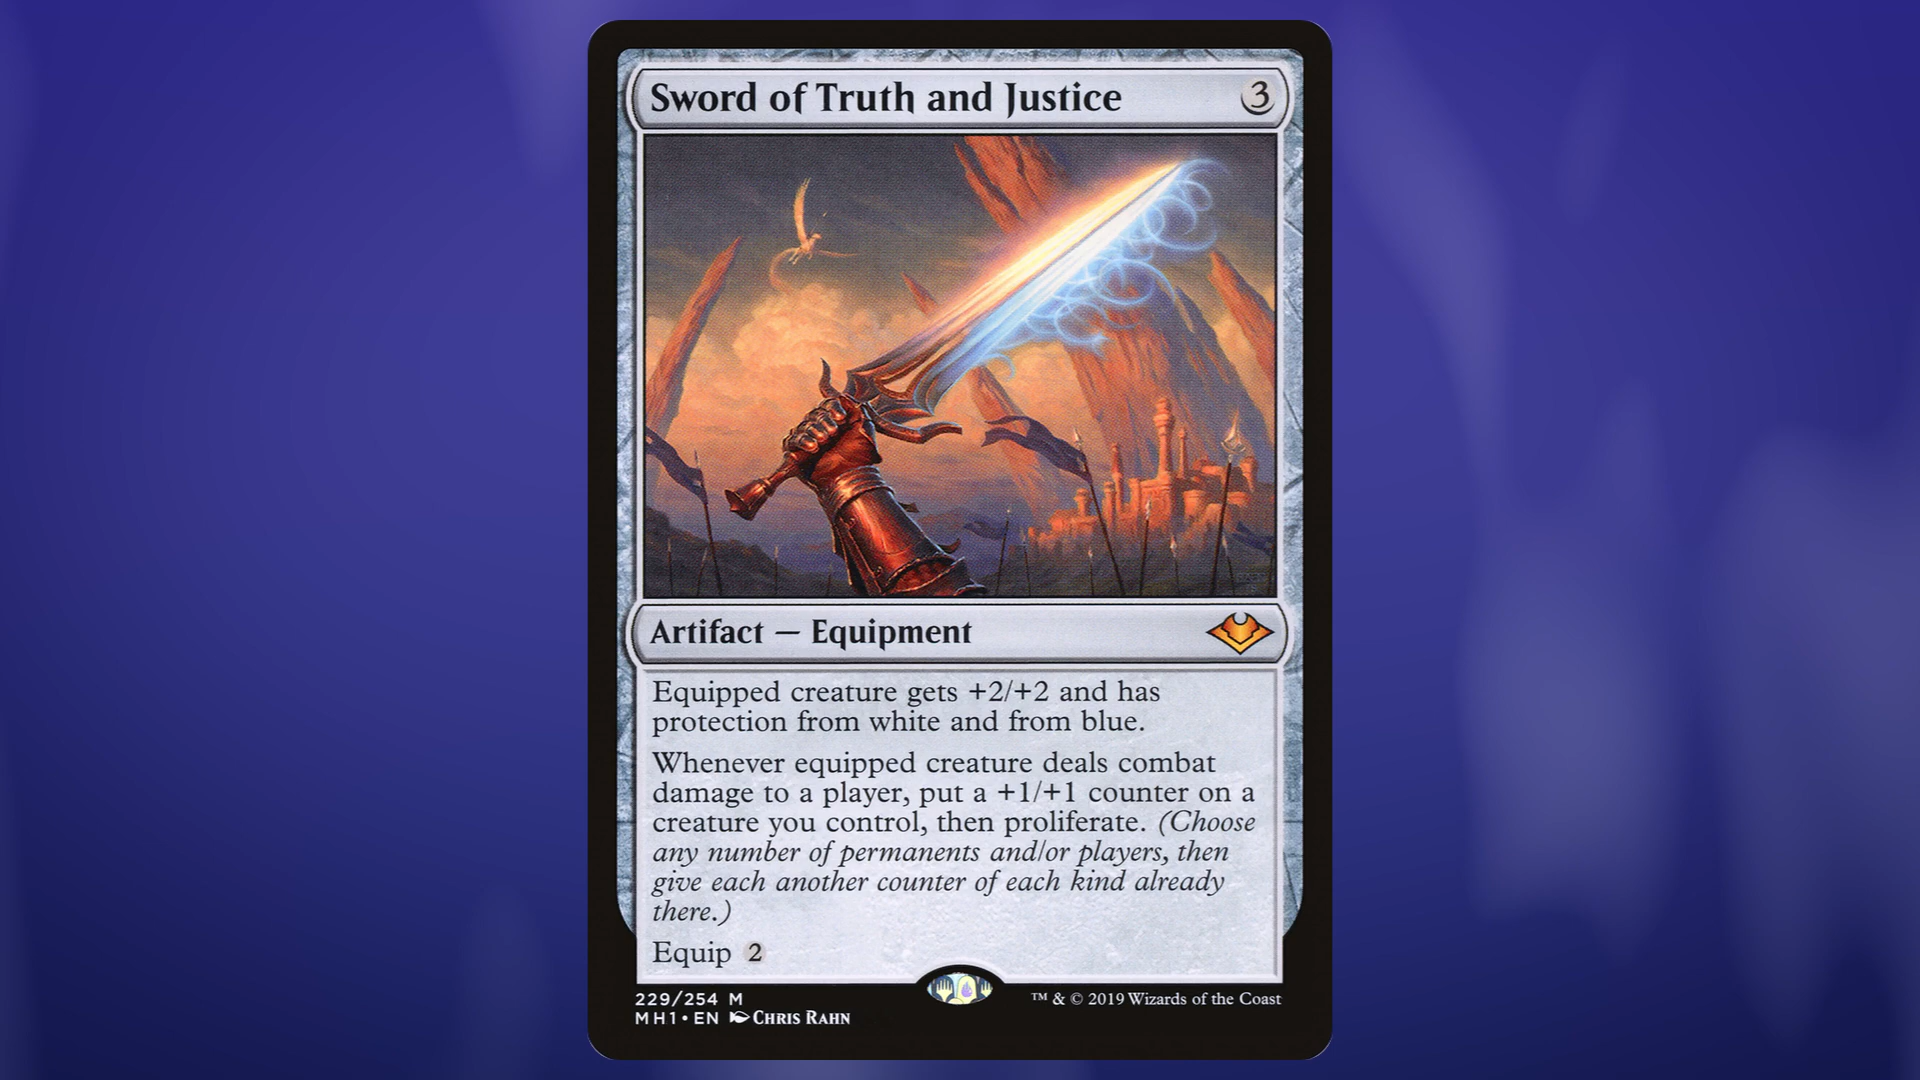 Sword of Truth and Justice 3
Artifact — Equipment
Equipped creature gets +2/+2 and has
protection from white and from blue.
Whenever equipped creature deals combat
damage to a player, put a +1/+1 counter on a
creature you control, then proliferate. (Choose
any number of permanents and/or players, then
give each another counter of each kind already
there.)
Equip 2
229/254 M
MH1•EN CHRIS RAHN
™ & © 2019 Wizards of the Coast